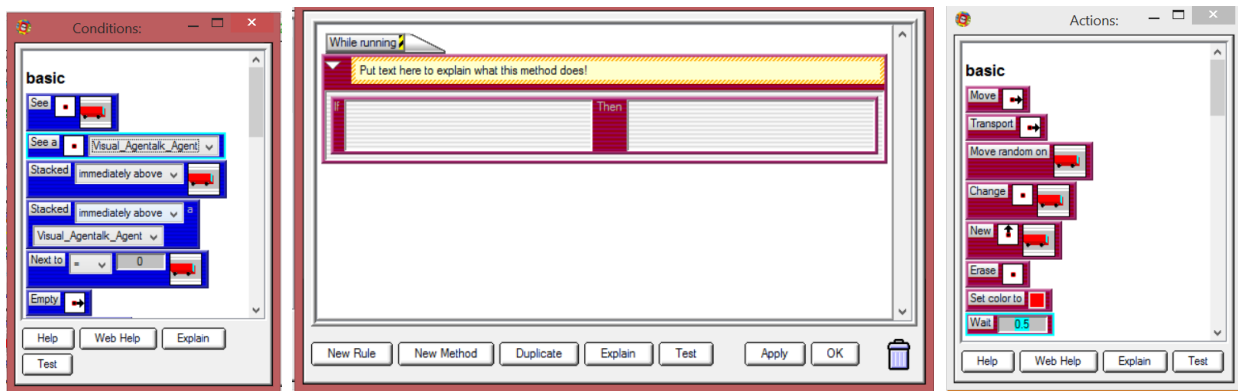 Conditions:
basic
See
See a Visual_Agentalk_Agent
Stacked immediately above
Stacked immediately above a
Visual_Agentalk_Agent
Next to = 0
Empty
Help Web Help Explain
Test
While running
Put text here to explain what this method does!
If Then
New Rule New Method Duplicate Explain Test Apply OK
Actions:
basic
Move
Transport
Move random on
Change
New
Erase
Set color to
Wait 0.5
Help Web Help Explain Test